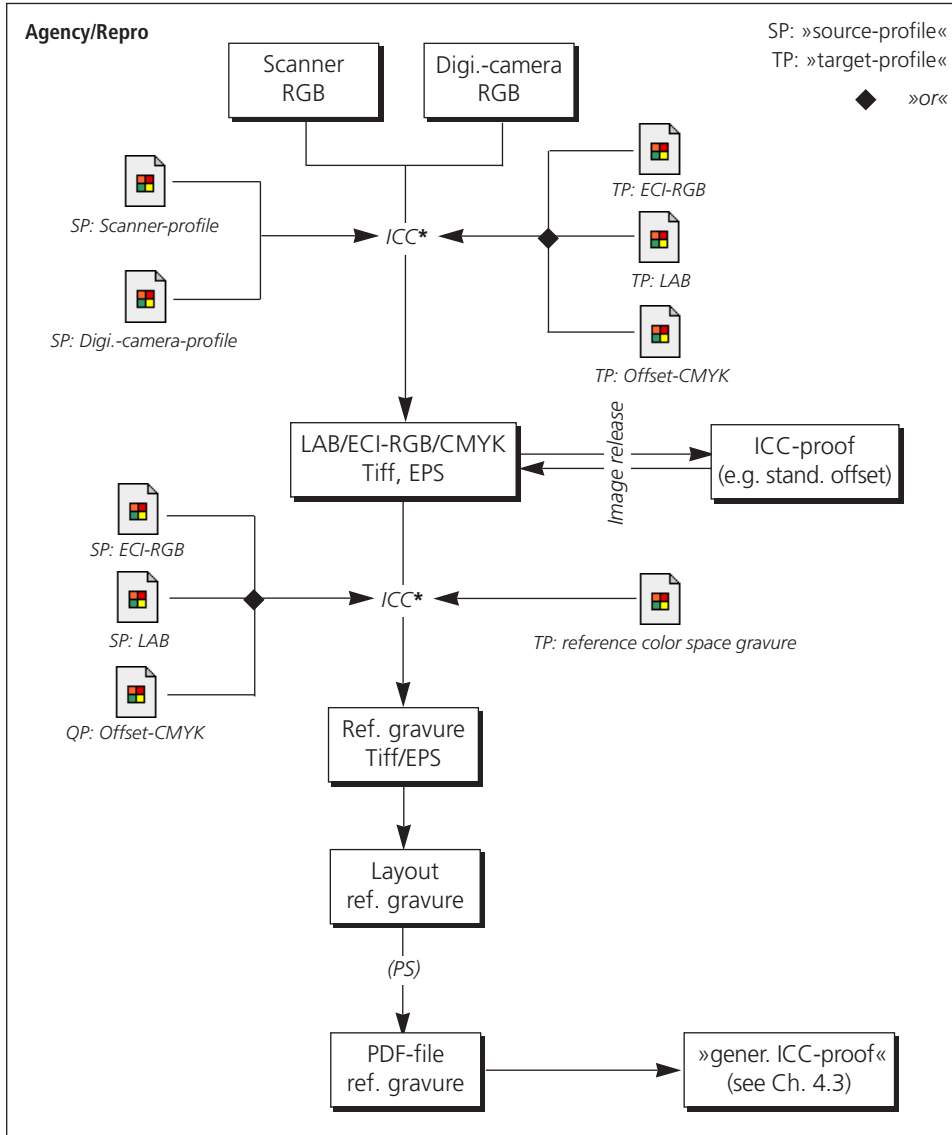 Agency/Repro
SP: »source-profile«
TP: »target-profile«
»or«
Scanner
RGB
Digi.-camera
RGB
SP: Scanner-profile
SP: Digi.-camera-profile
ICC*
TP: ECI-RGB
TP: LAB
TP: Offset-CMYK
LAB/ECI-RGB/CMYK
Tiff, EPS
Image release
ICC-proof
(e.g. stand. offset)
SP: ECI-RGB
SP: LAB
QP: Offset-CMYK
ICC*
TP: reference color space gravure
Ref. gravure
Tiff/EPS
Layout
ref. gravure
(PS)
PDF-file
ref. gravure
»gener. ICC-proof«
(see Ch. 4.3)